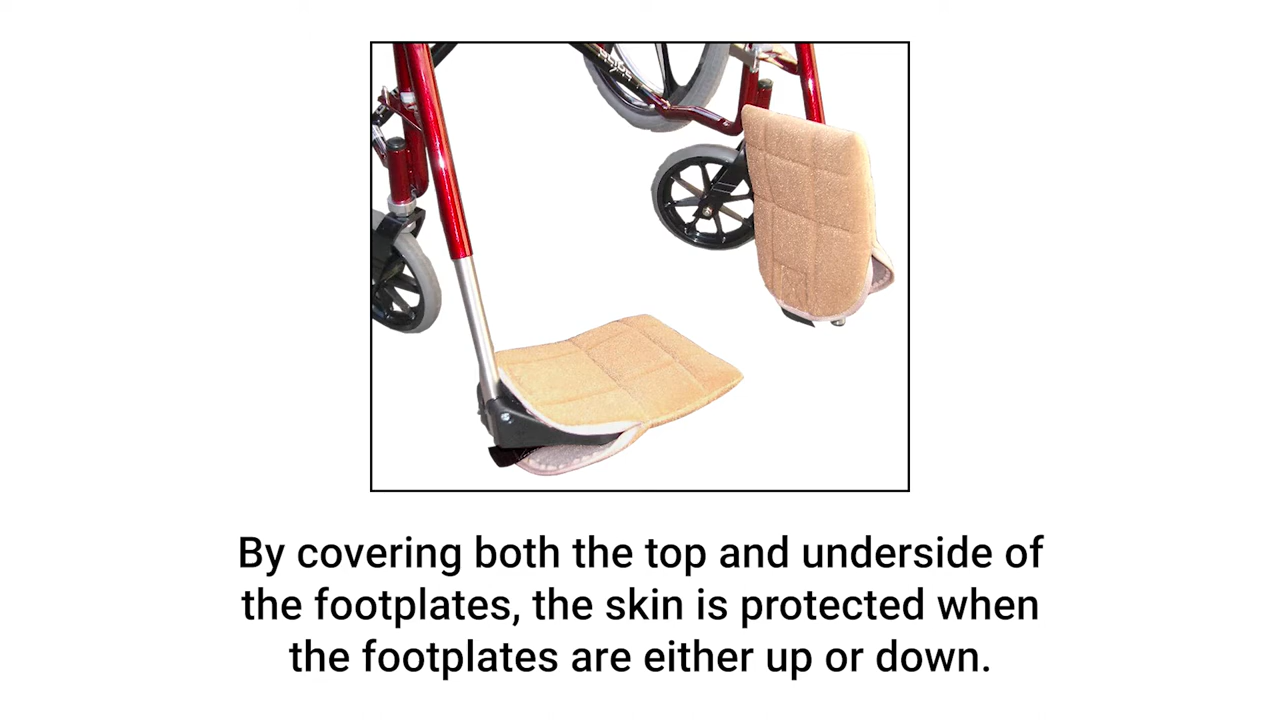 By covering both the top and underside of
the footplates, the skin is protected when
the footplates are either up or down.